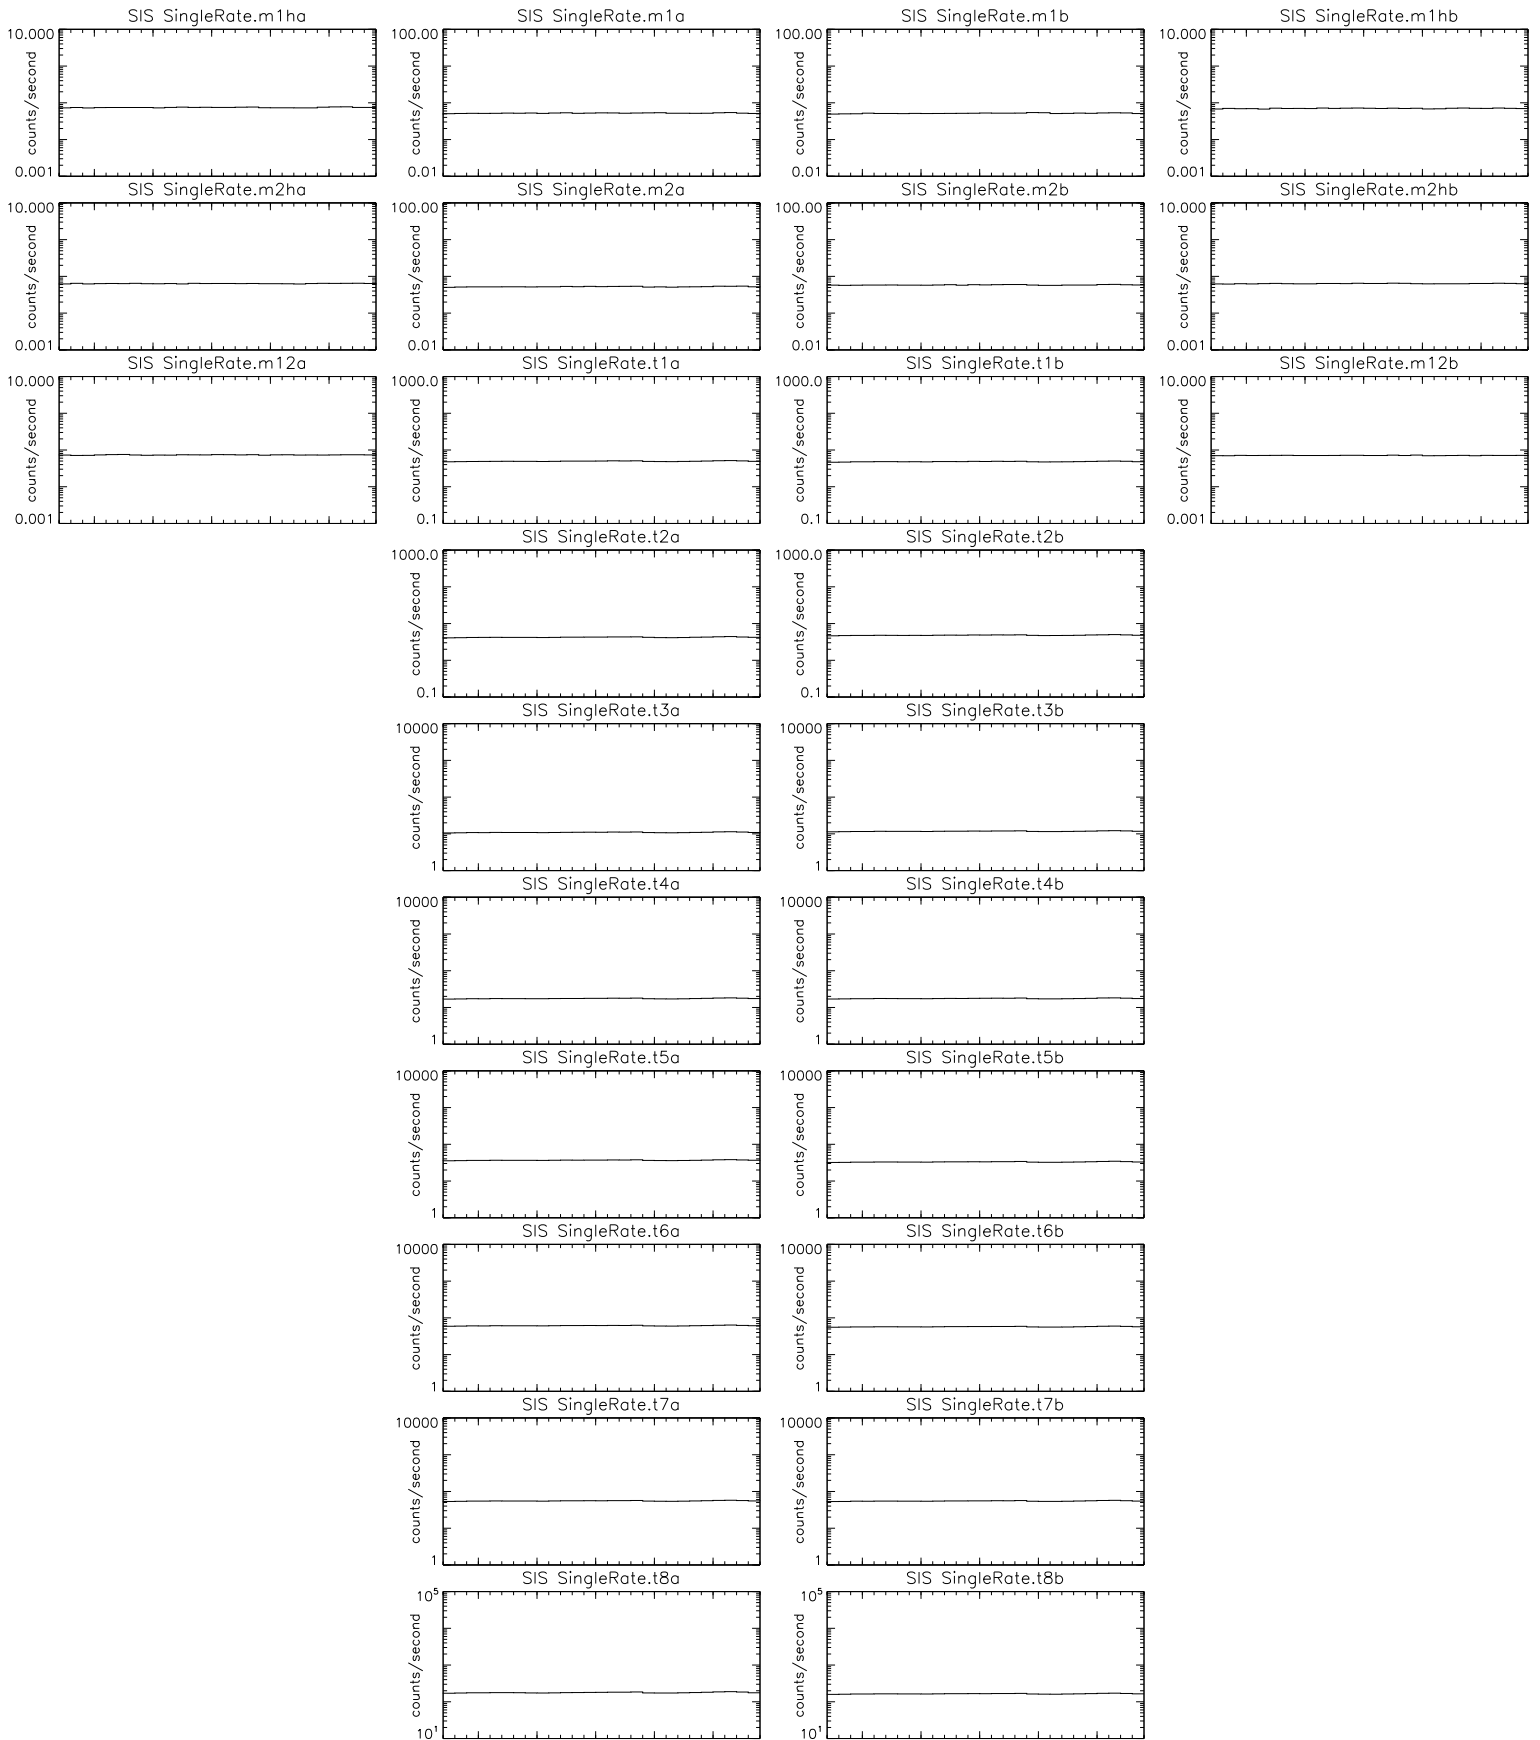 SIS SingleRate.m1ha
10.000
counts/second
0.001
SIS SingleRate.m1a
100.00
counts/second
0.01
SIS SingleRate.m1b
100.00
counts/second
0.01
SIS SingleRate.m1hb
10.000
counts/second
0.001
SIS SingleRate.m2ha
10.000
counts/second
0.001
SIS SingleRate.m2a
100.00
counts/second
0.01
SIS SingleRate.m2b
100.00
counts/second
0.01
SIS SingleRate.m2hb
10.000
counts/second
0.001
SIS SingleRate.m12a
10.000
counts/second
0.001
SIS SingleRate.t1a
1000.0
counts/second
0.1
SIS SingleRate.t1b
1000.0
counts/second
0.1
SIS SingleRate.m12b
10.000
counts/second
0.001
SIS SingleRate.t2a
1000.0
counts/second
0.1
SIS SingleRate.t2b
1000.0
counts/second
0.1
SIS SingleRate.t3a
10000
counts/second
1
SIS SingleRate.t3b
10000
counts/second
1
SIS SingleRate.t4a
10000
counts/second
1
SIS SingleRate.t4b
10000
counts/second
1
SIS SingleRate.t5a
10000
counts/second
1
SIS SingleRate.t5b
10000
counts/second
1
SIS SingleRate.t6a
10000
counts/second
1
SIS SingleRate.t6b
10000
counts/second
1
SIS SingleRate.t7a
10000
counts/second
1
SIS SingleRate.t7b
10000
counts/second
1
SIS SingleRate.t8a
10⁵
counts/second
10¹
SIS SingleRate.t8b
10⁵
counts/second
10¹